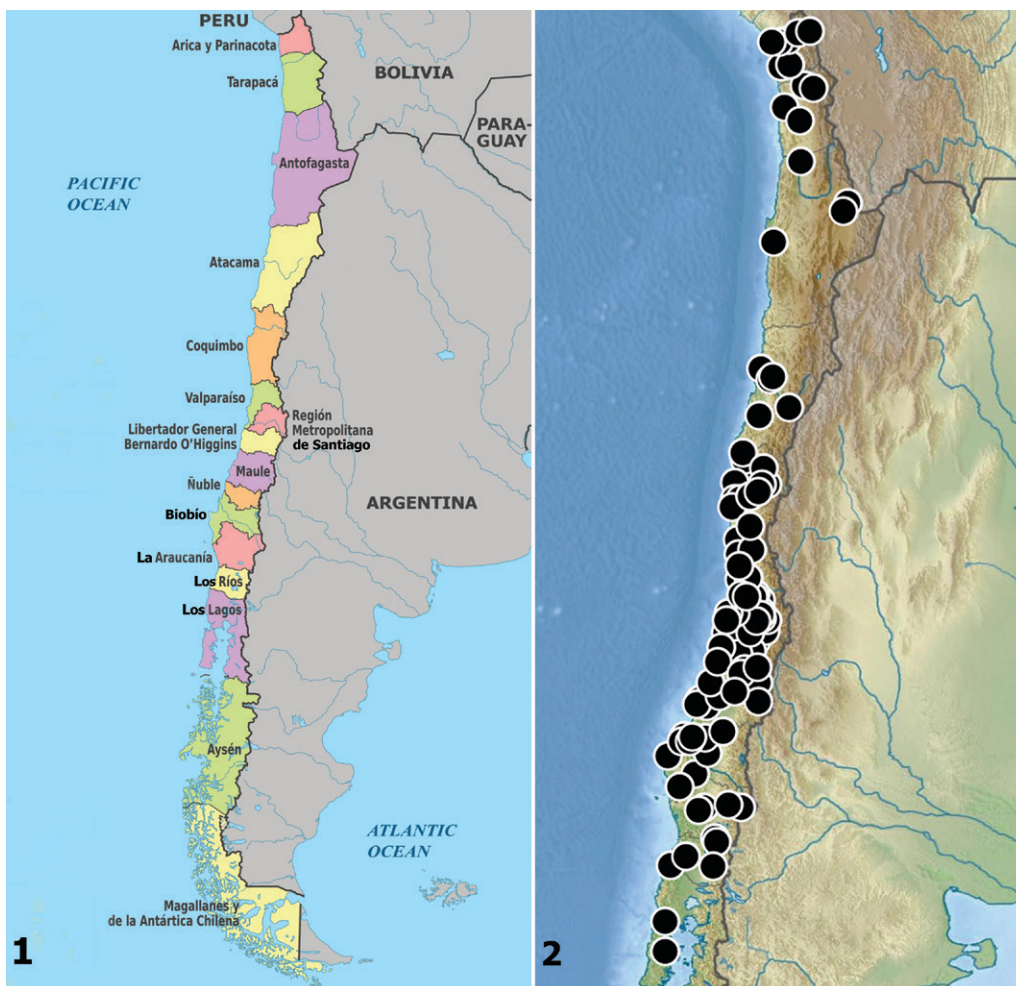 PERU
Arica y Parinacota
BOLIVIA
Tarapacá
PARA-
GUAY
Antofagasta
PACIFIC
OCEAN
Atacama
Coquimbo
Valparaíso
Región
Metropolitana
de Santiago
Libertador General
Bernardo O'Higgins
Maule
Ñuble
ARGENTINA
Biobío
La Araucanía
Los Ríos
Los Lagos
Aysén
ATLANTIC
OCEAN
Magallanes y
de la Antártica Chilena
1
2